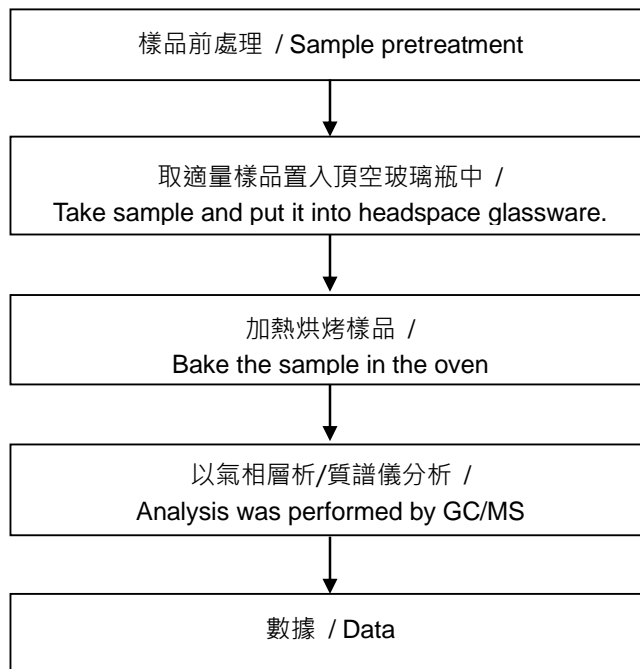 樣品前處理 / Sample pretreatment
取適量樣品置入頂空玻璃瓶中 /
Take sample and put it into headspace glassware.
加熱烘烤樣品 /
Bake the sample in the oven
以氣相層析/質譜儀分析 /
Analysis was performed by GC/MS
數據 / Data